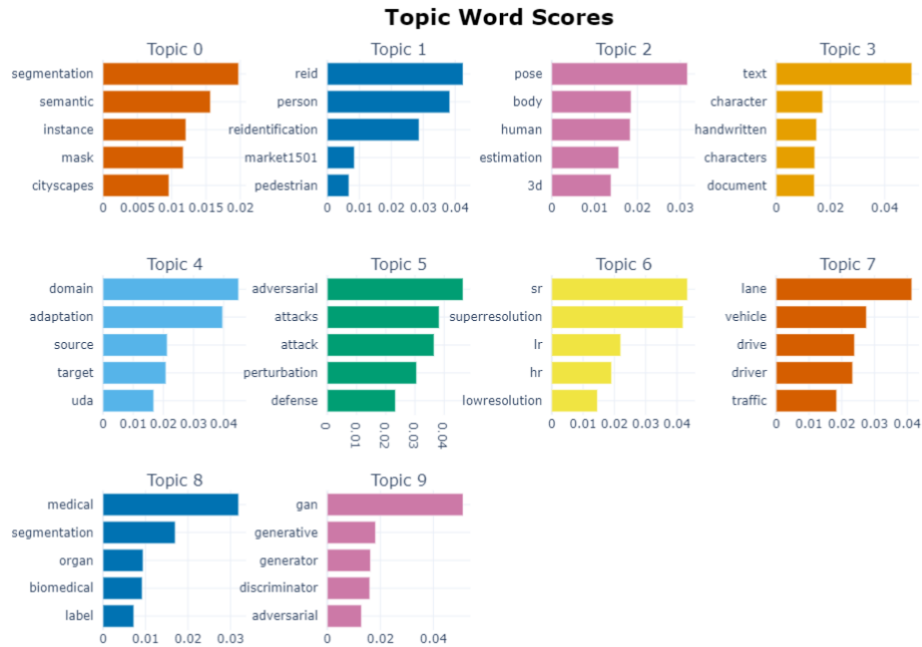 Topic Word Scores
Topic 0
segmentation
semantic
instance
mask
cityscapes
0 0.005 0.01 0.015 0.02
Topic 1
reid
person
reidentification
market1501
pedestrian
0 0.01 0.02 0.03 0.04
Topic 2
pose
body
human
estimation
3d
0 0.01 0.02 0.03
Topic 3
text
character
handwritten
characters
document
0 0.02 0.04
Topic 4
domain
adaptation
source
target
uda
0 0.01 0.02 0.03 0.04
Topic 5
adversarial
attacks
attack
perturbation
defense
0 0.01 0.02 0.03 0.04
Topic 6
sr
superresolution
lr
hr
lowresolution
0 0.01 0.02 0.03 0.04
Topic 7
lane
vehicle
drive
driver
traffic
0 0.01 0.02 0.03 0.04
Topic 8
medical
segmentation
organ
biomedical
label
0 0.01 0.02 0.03
Topic 9
gan
generative
generator
discriminator
adversarial
0 0.02 0.04